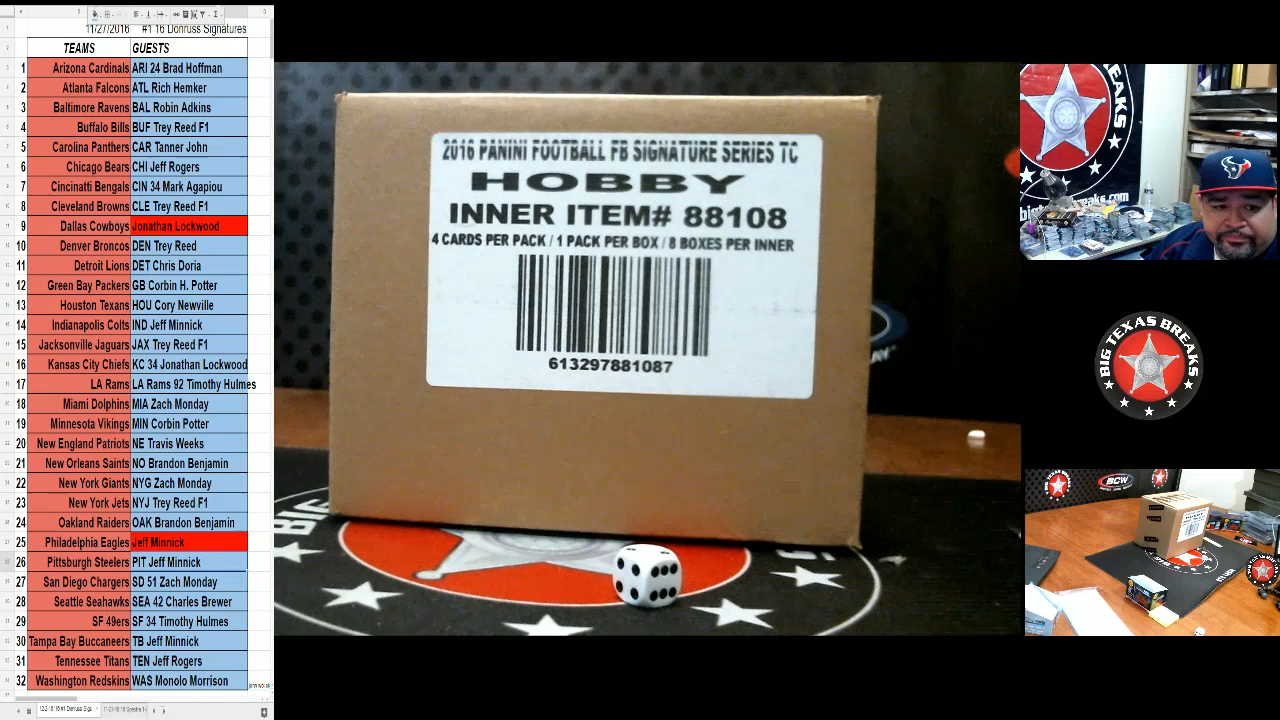 11/27/2016 #1 16 Donruss Signatures
TEAMS GUESTS
1 Arizona Cardinals ARI 24 Brad Hoffman
2 Atlanta Falcons ATL Rich Hemker
3 Baltimore Ravens BAL Robin Adkins
4 Buffalo Bills BUF Trey Reed F1
5 Carolina Panthers CAR Tanner John
6 Chicago Bears CHI Jeff Rogers
7 Cincinatti Bengals CIN 34 Mark Agapiou
8 Cleveland Browns CLE Trey Reed F1
9 Dallas Cowboys Jonathan Lockwood
10 Denver Broncos DEN Trey Reed
11 Detroit Lions DET Chris Doria
12 Green Bay Packers GB Corbin H. Potter
13 Houston Texans HOU Cory Newville
14 Indianapolis Colts IND Jeff Minnick
15 Jacksonville Jaguars JAX Trey Reed F1
16 Kansas City Chiefs KC 34 Jonathan Lockwood
17 LA Rams LA Rams 92 Timothy Hulmes
18 Miami Dolphins MIA Zach Monday
19 Minnesota Vikings MIN Corbin Potter
20 New England Patriots NE Travis Weeks
21 New Orleans Saints NO Brandon Benjamin
22 New York Giants NYG Zach Monday
23 New York Jets NYJ Trey Reed F1
24 Oakland Raiders OAK Brandon Benjamin
25 Philadelphia Eagles Jeff Minnick
26 Pittsburgh Steelers PIT Jeff Minnick
27 San Diego Chargers SD 51 Zach Monday
28 Seattle Seahawks SEA 42 Charles Brewer
29 SF 49ers SF 34 Timothy Hulmes
30 Tampa Bay Buccaneers TB Jeff Minnick
31 Tennessee Titans TEN Jeff Rogers
32 Washington Redskins WAS Monolo Morrison
2016 PANINI FOOTBALL FB SIGNATURE SERIES TC
HOBBY
INNER ITEM# 88108
4 CARDS PER PACK / 1 PACK PER BOX / 8 BOXES PER INNER
613297881087
BIG
BIG TEXAS BREAKS
BCW